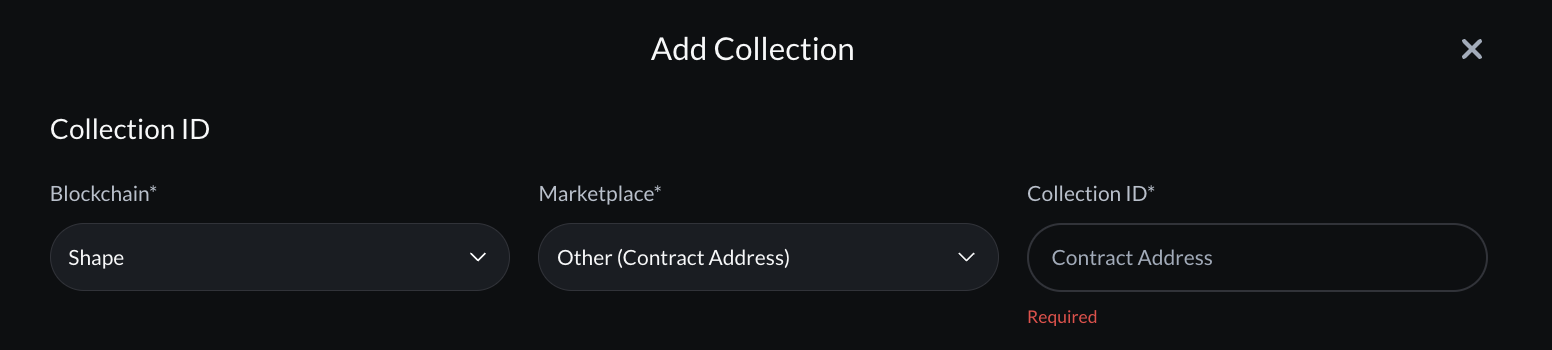 Add Collection
Collection ID
Blockchain*
Marketplace*
Collection ID*
Shape
Other (Contract Address)
Contract Address
Required